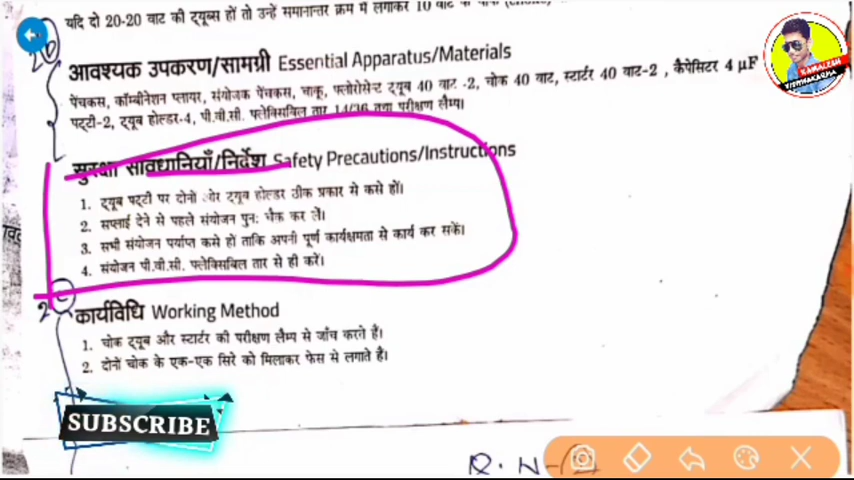 यदि दो 20-20 वाट की ट्यूब्स हों तो उन्हें समानान्तर क्रम में लगाकर 10 वाट के चोक
आवश्यक उपकरण/सामग्री Essential Apparatus/Materials
पेंचकस, कॉम्बीनेशन प्लायर, संयोजक पेंचकस, चाकू, फ्लोरोसेन्ट ट्यूब 40 वाट -2, चोक 40 वाट, स्टार्टर 40 वाट-2 , कैपेसिटर 4 μF
पट्टी-2, ट्यूब होल्डर-4, पी.वी.सी. फ्लेक्सिबिल तार 14/36 तथा परीक्षण लैम्प।
KAMALESH
VISHWAKARMA
सुरक्षा सावधानियाँ/निर्देश Safety Precautions/Instructions
1. ट्यूब पट्टी पर दोनों ओर ट्यूब होल्डर ठीक प्रकार से कसे हों।
2. सप्लाई देने से पहले संयोजन पुनः चैक कर लें।
3. सभी संयोजन पर्याप्त कसे हों ताकि अपनी पूर्ण कार्यक्षमता से कार्य कर सकें।
4. संयोजन पी.वी.सी. फ्लेक्सिबिल तार से ही करें।
कार्यविधि Working Method
1. चोक ट्यूब और स्टार्टर की परीक्षण लैम्प से जाँच करते हैं।
2. दोनों चोक के एक-एक सिरे को मिलाकर फेस से लगाते हैं।
SUBSCRIBE